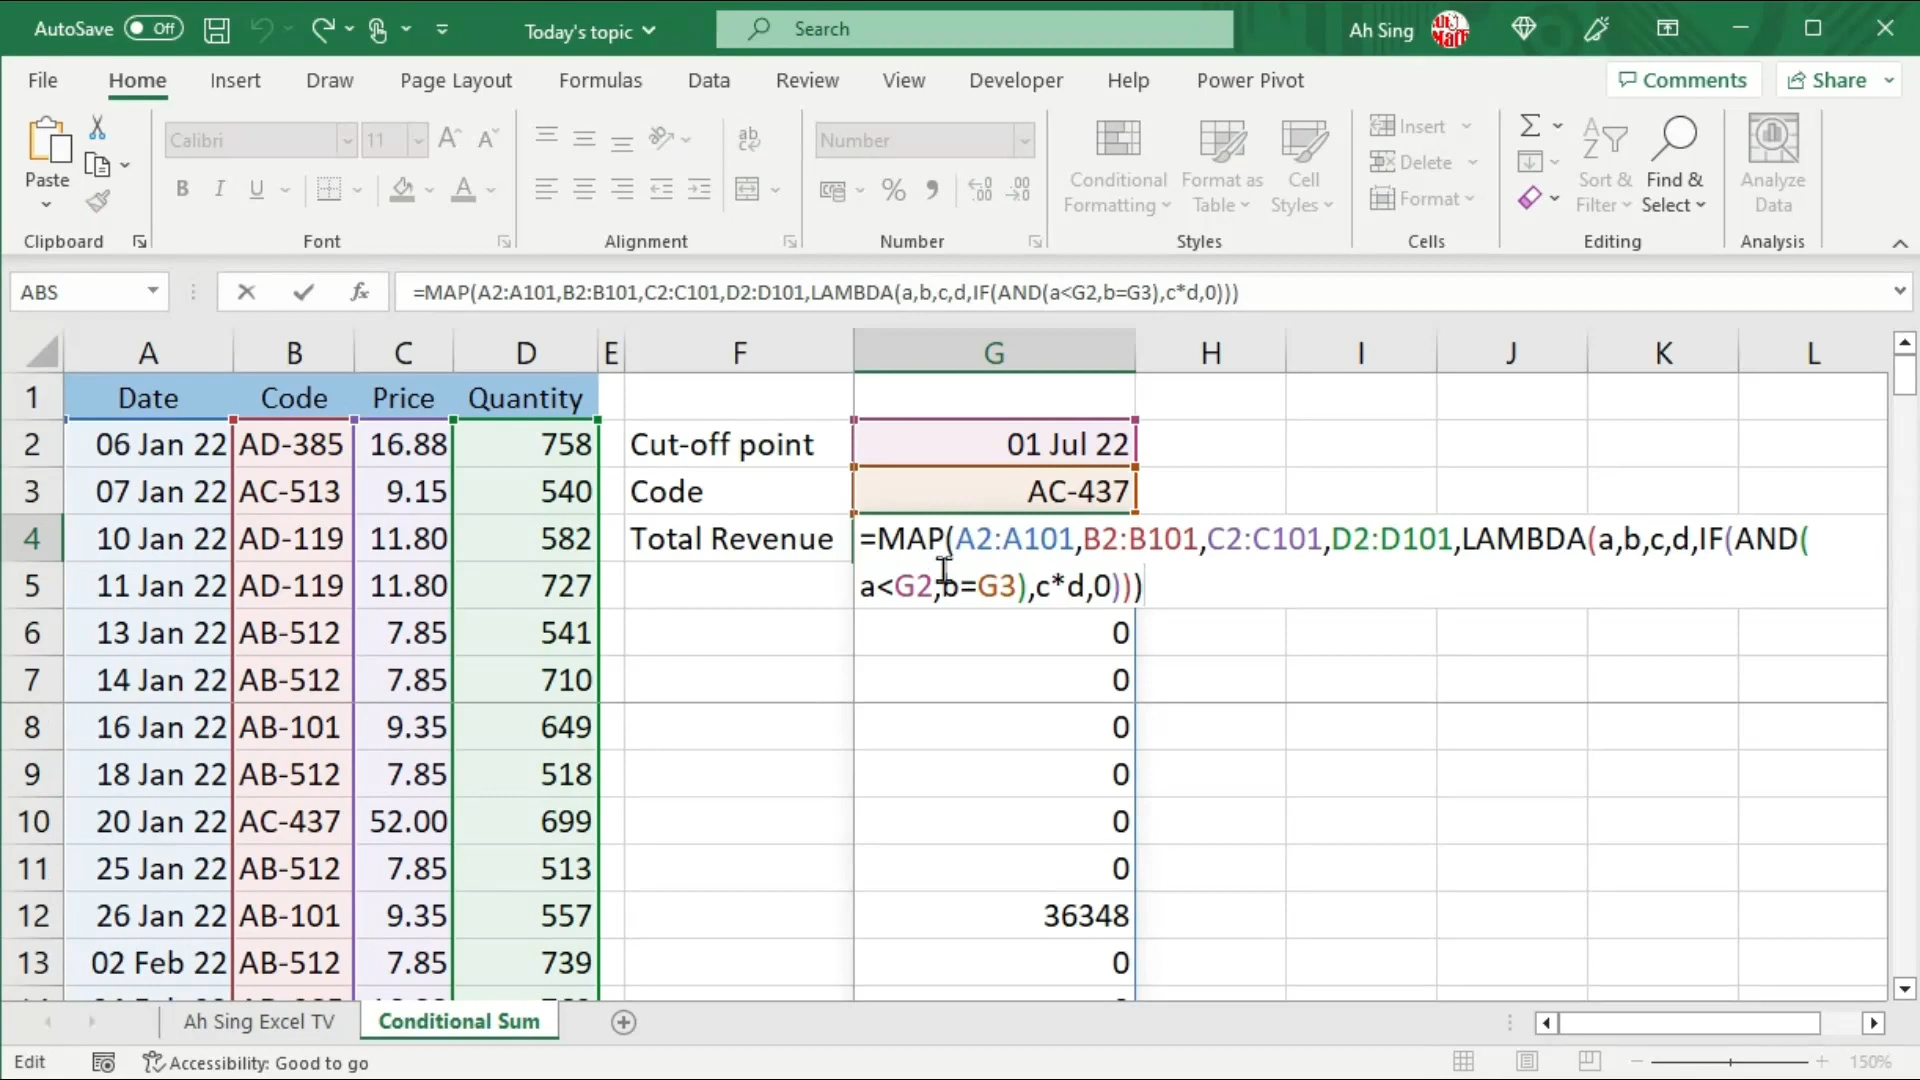 AutoSave Off Today's topic Search Ah Sing
File Home Insert Draw Page Layout Formulas Data Review View Developer Help Power Pivot Comments Share
Paste Calibri 11 Number Conditional Formatting Format as Table Cell Styles Insert Delete Format Sort & Filter Find & Select Analyze Data
Clipboard Font Alignment Number Styles Cells Editing Analysis
ABS =MAP(A2:A101,B2:B101,C2:C101,D2:D101,LAMBDA(a,b,c,d,IF(AND(a<G2,b=G3),c*d,0)))
A B C D E F G H I J K L
1 Date Code Price Quantity
2 06 Jan 22 AD-385 16.88 758 Cut-off point 01 Jul 22
3 07 Jan 22 AC-513 9.15 540 Code AC-437
4 10 Jan 22 AD-119 11.80 582 Total Revenue =MAP(A2:A101,B2:B101,C2:C101,D2:D101,LAMBDA(a,b,c,d,IF(AND(
5 11 Jan 22 AD-119 11.80 727 a<G2,b=G3),c*d,0)))
6 13 Jan 22 AB-512 7.85 541 0
7 14 Jan 22 AB-512 7.85 710 0
8 16 Jan 22 AB-101 9.35 649 0
9 18 Jan 22 AB-512 7.85 518 0
10 20 Jan 22 AC-437 52.00 699 0
11 25 Jan 22 AB-512 7.85 513 0
12 26 Jan 22 AB-101 9.35 557 36348
13 02 Feb 22 AB-512 7.85 739 0
Ah Sing Excel TV Conditional Sum
Edit Accessibility: Good to go 150%